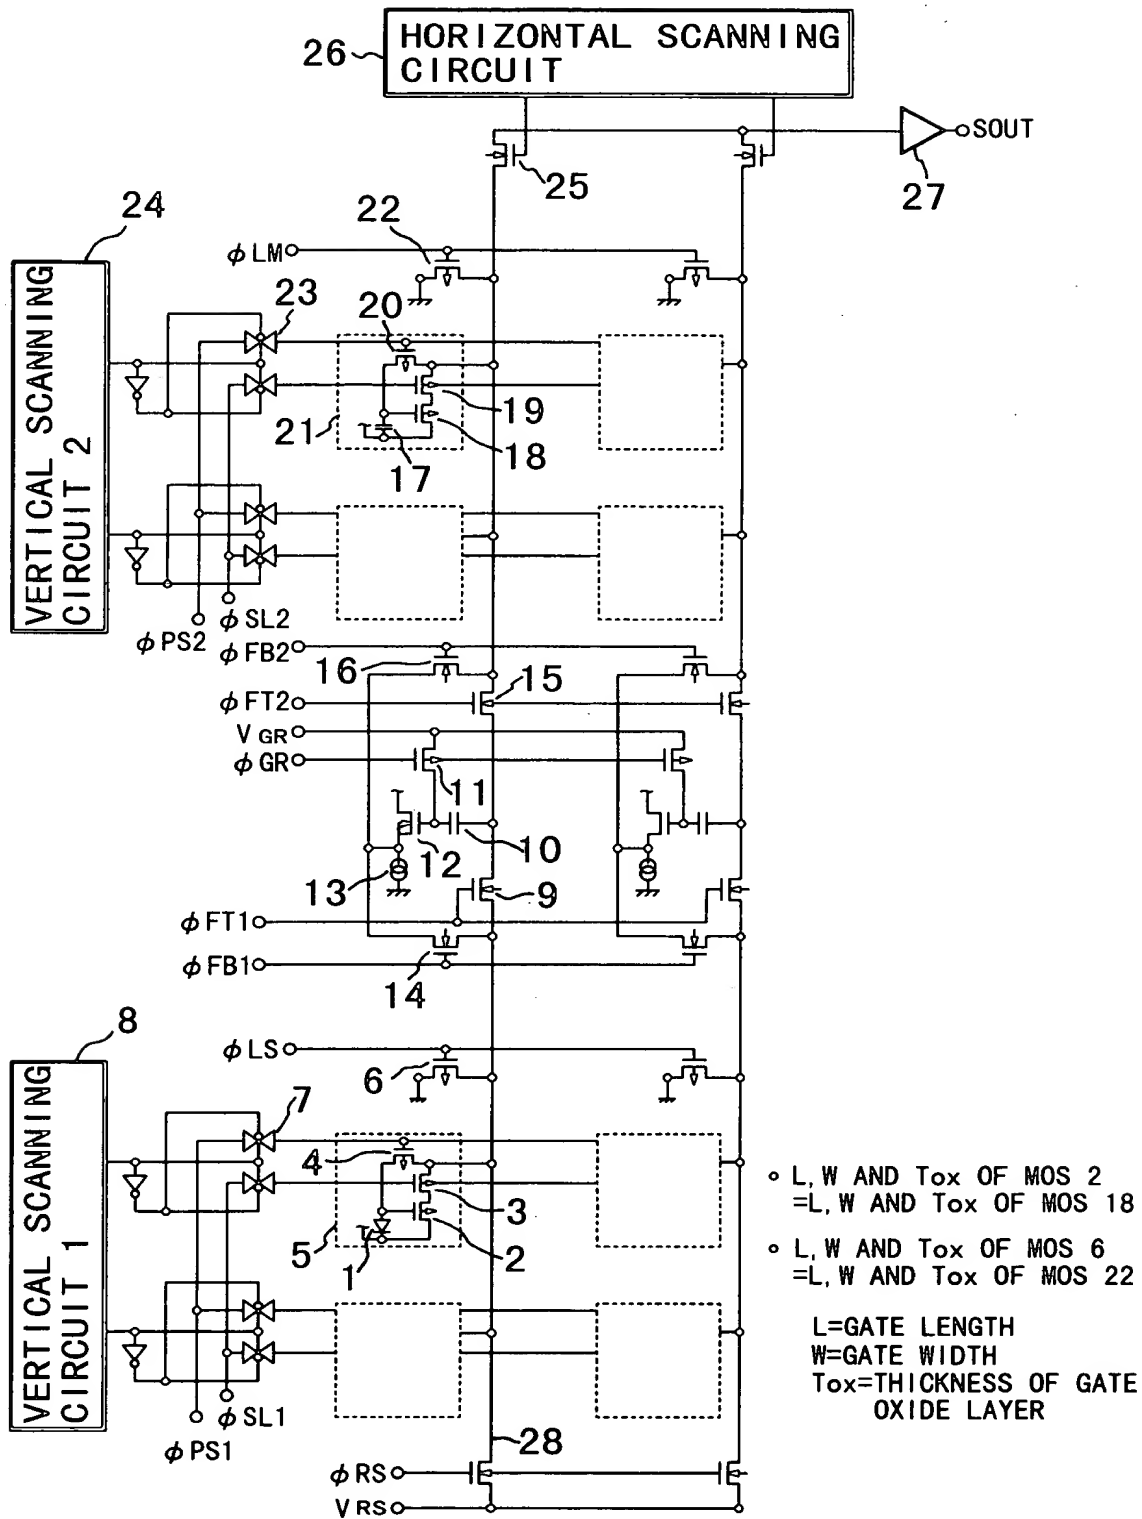 HORIZONTAL SCANNING
CIRCUIT
26
SOUT
25
27
24
22
φLM
VERTICAL SCANNING
CIRCUIT 2
23
20
19
21
18
17
φSL2
φPS2
φFB2
16
φFT2
15
VGR
φGR
11
12
10
13
9
φFT1
φFB1
14
8
φLS
6
VERTICAL SCANNING
CIRCUIT 1
7
4
3
5
1
2
L, W AND Tox OF MOS 2
=L, W AND Tox OF MOS 18
L, W AND Tox OF MOS 6
=L, W AND Tox OF MOS 22
L=GATE LENGTH
W=GATE WIDTH
Tox=THICKNESS OF GATE
OXIDE LAYER
φSL1
φPS1
28
φRS
VRS